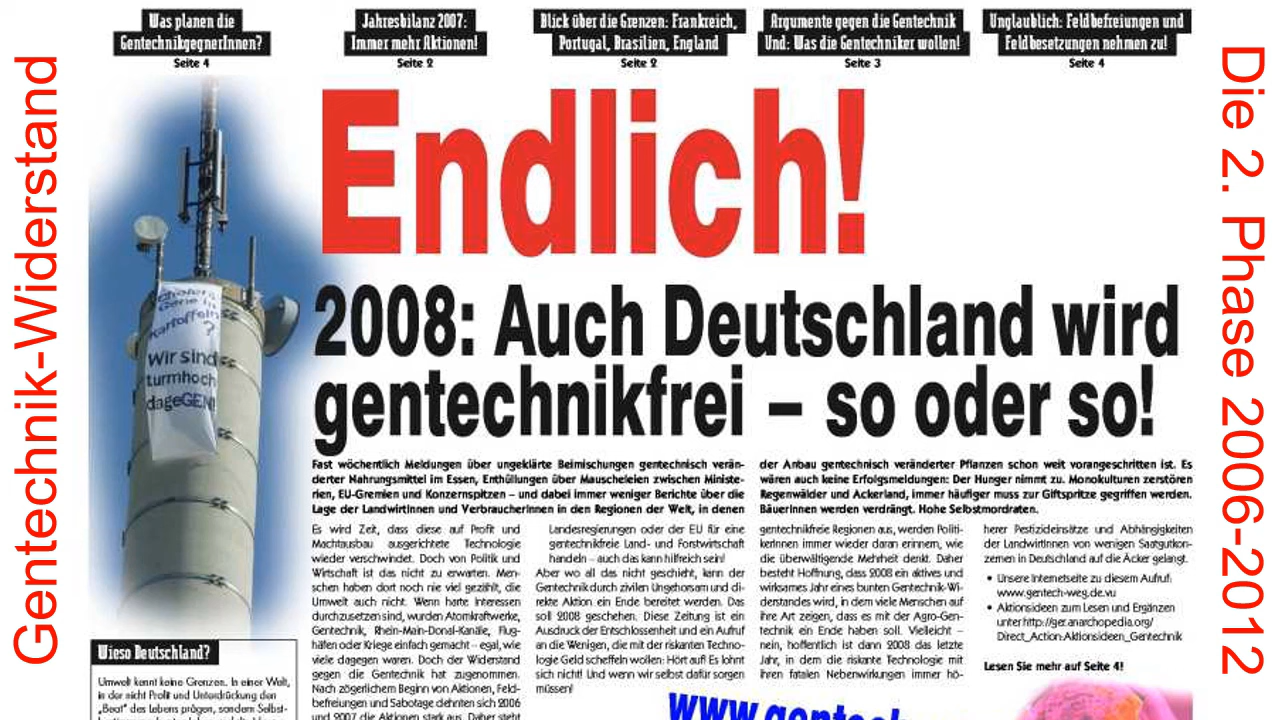 Gentechnik-Widerstand
Was planen die
GentechnikgegnerInnen?
Seite 4
Jahresbilanz 2007:
Immer mehr Aktionen!
Seite 2
Blick über die Grenzen: Frankreich,
Portugal, Brasilien, England
Seite 2
Argumente gegen die Gentechnik
Und: Was die Gentechniker wollen!
Seite 3
Unglaublich: Feldbefreiungen und
Feldbesetzungen nehmen zu!
Seite 4
Endlich!
2008: Auch Deutschland wird
gentechnikfrei – so oder so!
Cholera
Gene in
Kartoffeln
?
Wir sind
turmhoch
dageGEN!
Fast wöchentlich Meldungen über ungeklärte Beimischungen gentechnisch verän-
derter Nahrungsmittel im Essen, Enthüllungen über Mauscheleien zwischen Ministe-
rien, EU-Gremien und Konzernspitzen – und dabei immer weniger Berichte über die
Lage der LandwirtInnen und VerbraucherInnen in den Regionen der Welt, in denen
der Anbau gentechnisch veränderter Pflanzen schon weit vorangeschritten ist. Es
wären auch keine Erfolgsmeldungen: Der Hunger nimmt zu. Monokulturen zerstören
Regenwälder und Ackerland, immer häufiger muss zur Giftspritze gegriffen werden.
BäuerInnen werden verdrängt. Hohe Selbstmordraten.
Es wird Zeit, dass diese auf Profit und
Machtausbau ausgerichtete Technologie
wieder verschwindet. Doch von Politik und
Wirtschaft ist das nicht zu erwarten. Men-
schen haben dort noch nie viel gezählt, die
Umwelt auch nicht. Wenn harte Interessen
durchzusetzen sind, wurden Atomkraftwerke,
Gentechnik, Rhein-Main-Donal-Kanäle, Flug-
häfen oder Kriege einfach gemacht – egal, wie
viele dagegen waren. Doch der Widerstand
gegen die Gentechnik hat zugenommen.
Nach zögerlichem Beginn von Aktionen, Feld-
befreiungen und Sabotage dehnten sich 2006
und 2007 die Aktionen stark aus. Daher steht
Landesregierungen oder der EU für eine
gentechnikfreie Land- und Forstwirtschaft
handeln – auch das kann hilfreich sein!
Aber wo all das nicht geschieht, kann der
Gentechnik durch zivilen Ungehorsam und di-
rekte Aktion ein Ende bereitet werden. Das
soll 2008 geschehen. Diese Zeitung ist ein
Ausdruck der Entschlossenheit und ein Aufruf
an die Wenigen, die mit der riskanten Techno-
logie Geld scheffeln wollen: Hört auf! Es lohnt
sich nicht! Und wenn wir selbst dafür sorgen
müssen!
gentechnikfreie Regionen aus, werden Politi-
kerInnen immer wieder daran erinnern, wie
die überwältigende Mehrheit denkt. Daher
besteht Hoffnung, dass 2008 ein aktives und
wirksames Jahr eines bunten Gentechnik-Wi-
derstandes wird, in dem viele Menschen auf
ihre Art zeigen, dass es mit der Agro-Gen-
technik ein Ende haben soll. Vielleicht –
nein, hoffentlich ist dann 2008 das letzte
Jahr, in dem die riskante Technologie mit
ihren fatalen Nebenwirkungen immer hö-
herer Pestizideinsätze und Abhängigkeiten
der LandwirtInnen von wenigen Saatgutkon-
zernen in Deutschland auf die Äcker gelangt.
• Unsere Internetseite zu diesem Aufruf:
www.gentech-weg.de.vu
• Aktionsideen zum Lesen und Ergänzen
unter http://ger.anarchopedia.org/
Direct_Action:Aktionsideen_Gentechnik
Lesen Sie mehr auf Seite 4!
Wieso Deutschland?
Umwelt kennt keine Grenzen. In einer Welt,
in der nicht Profit und Unterdrückung den
„Beat“ des Lebens prägen, sondern Selbst-
www.gentech
Die 2. Phase 2006-2012